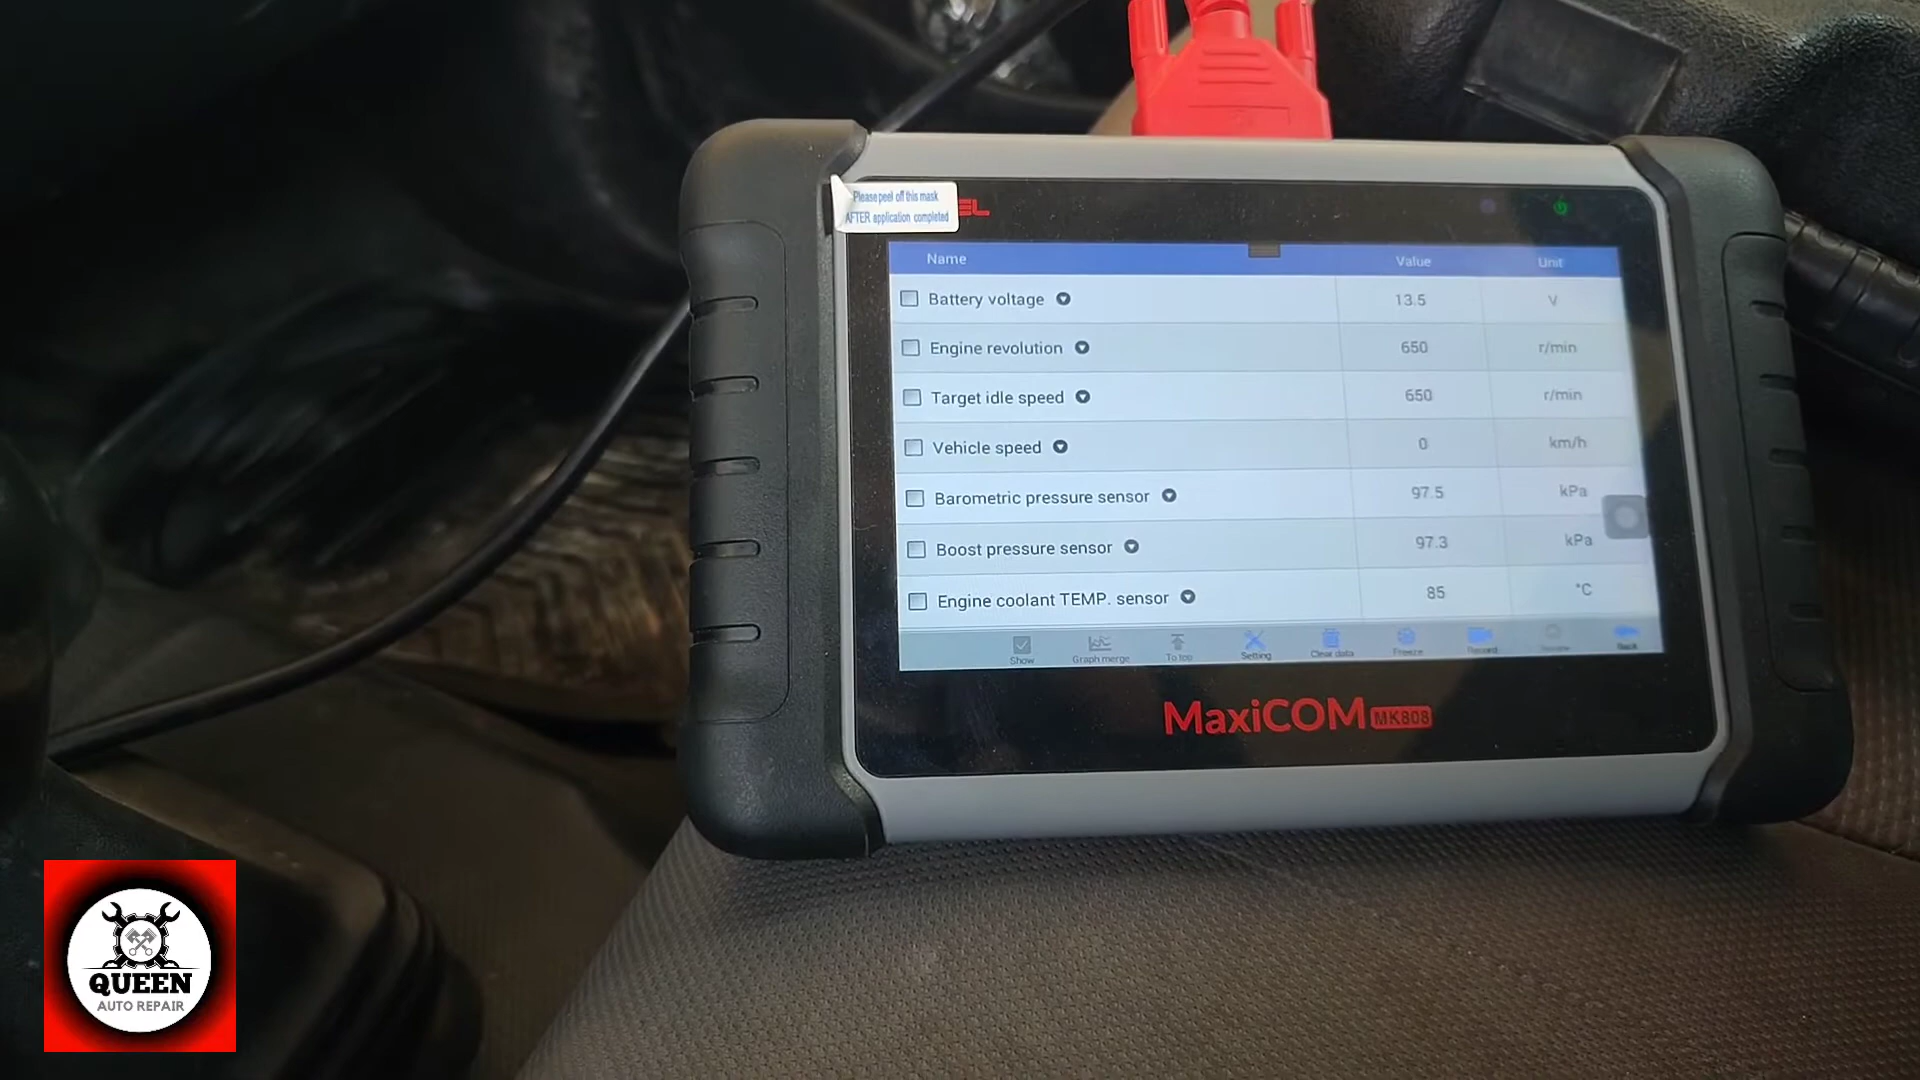 Please peel off this mask
AFTER application completed
EL
Name Value Unit
Battery voltage 13.5 V
Engine revolution 650 r/min
Target idle speed 650 r/min
Vehicle speed 0 km/h
Barometric pressure sensor 97.5 kPa
Boost pressure sensor 97.3 kPa
Engine coolant TEMP. sensor 85 °C
Show Graph merge To top Setting Clear data Freeze Record Back
MaxiCOM MK808
QUEEN
AUTO REPAIR